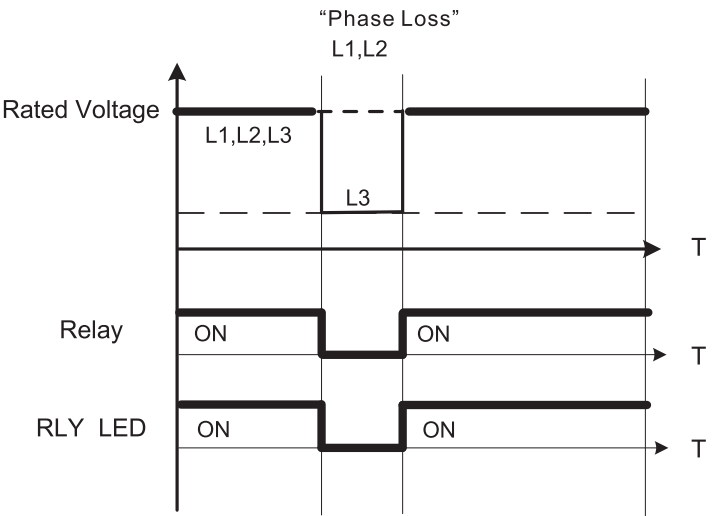 “Phase Loss”
L1,L2
Rated Voltage
L1,L2,L3
L3
T
Relay
ON
ON
T
RLY LED
ON
ON
T